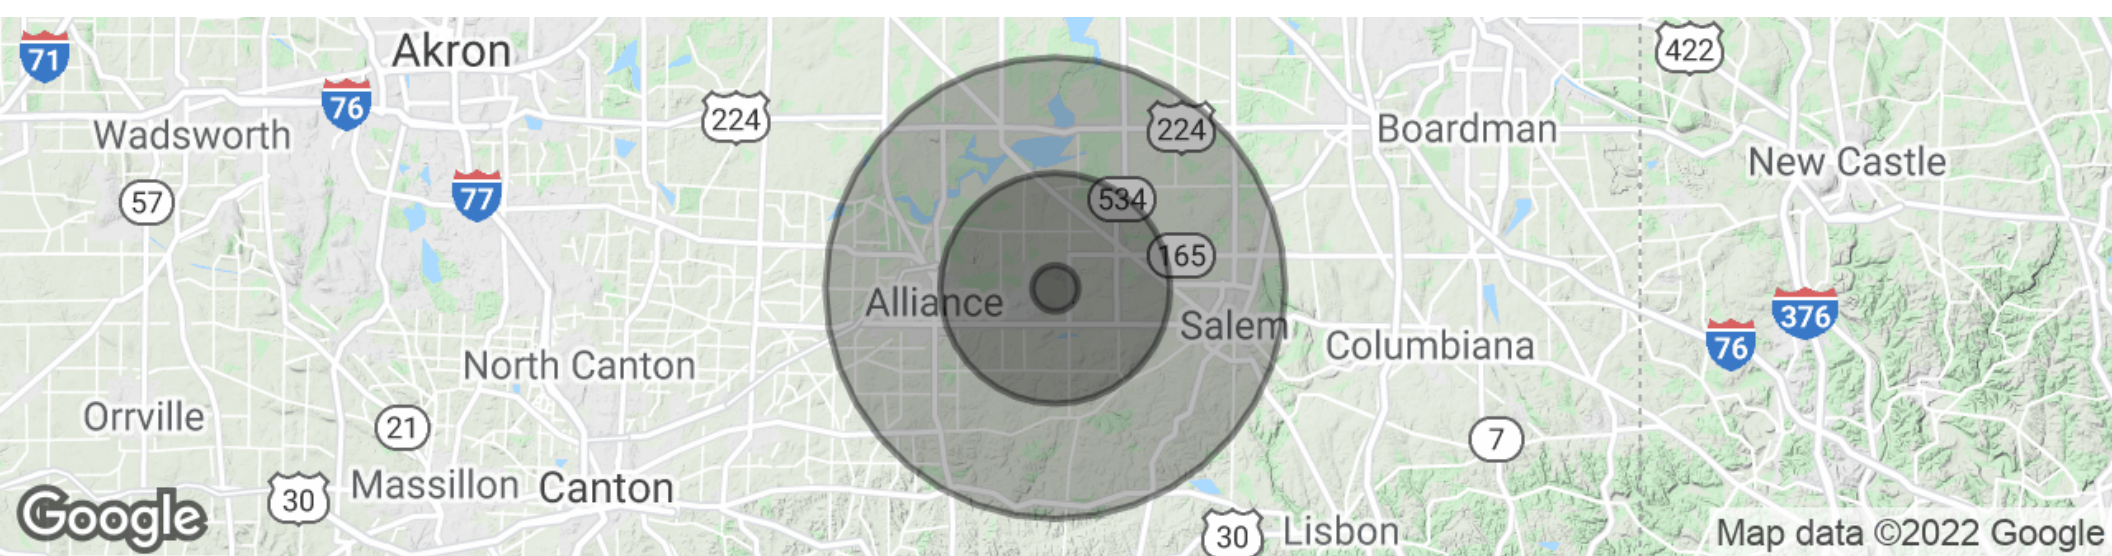 71
Akron
422
76
224
224
Wadsworth
Boardman
New Castle
57
77
534
165
Alliance
Salem
376
Columbiana
76
North Canton
Orrville
21
7
30
Massillon
Canton
Google
30
Lisbon
Map data ©2022 Google